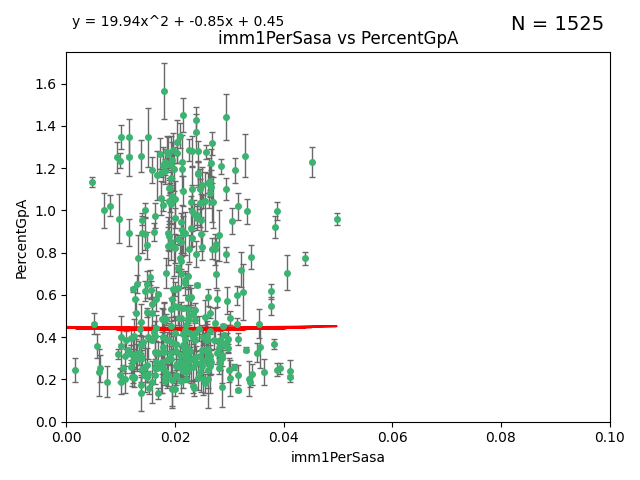 y = 19.94x^2 + -0.85x + 0.45
N = 1525
imm1PerSasa vs PercentGpA
PercentGpA
1.6
1.4
1.2
1.0
0.8
0.6
0.4
0.2
0.0
0.00 0.02 0.04 0.06 0.08 0.10
imm1PerSasa